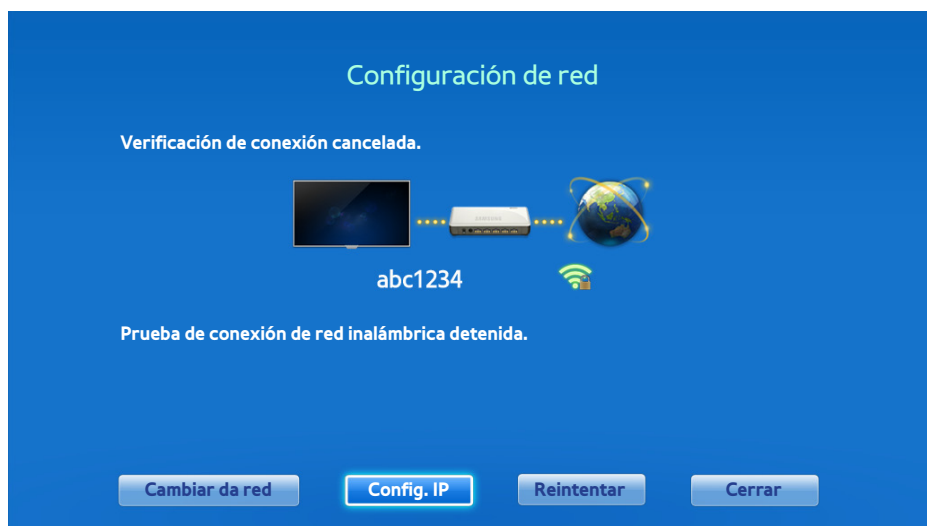 Configuración de red
Verificación de conexión cancelada.
SAMSUNG
abc1234
Prueba de conexión de red inalámbrica detenida.
Cambiar da red
Config. IP
Reintentar
Cerrar